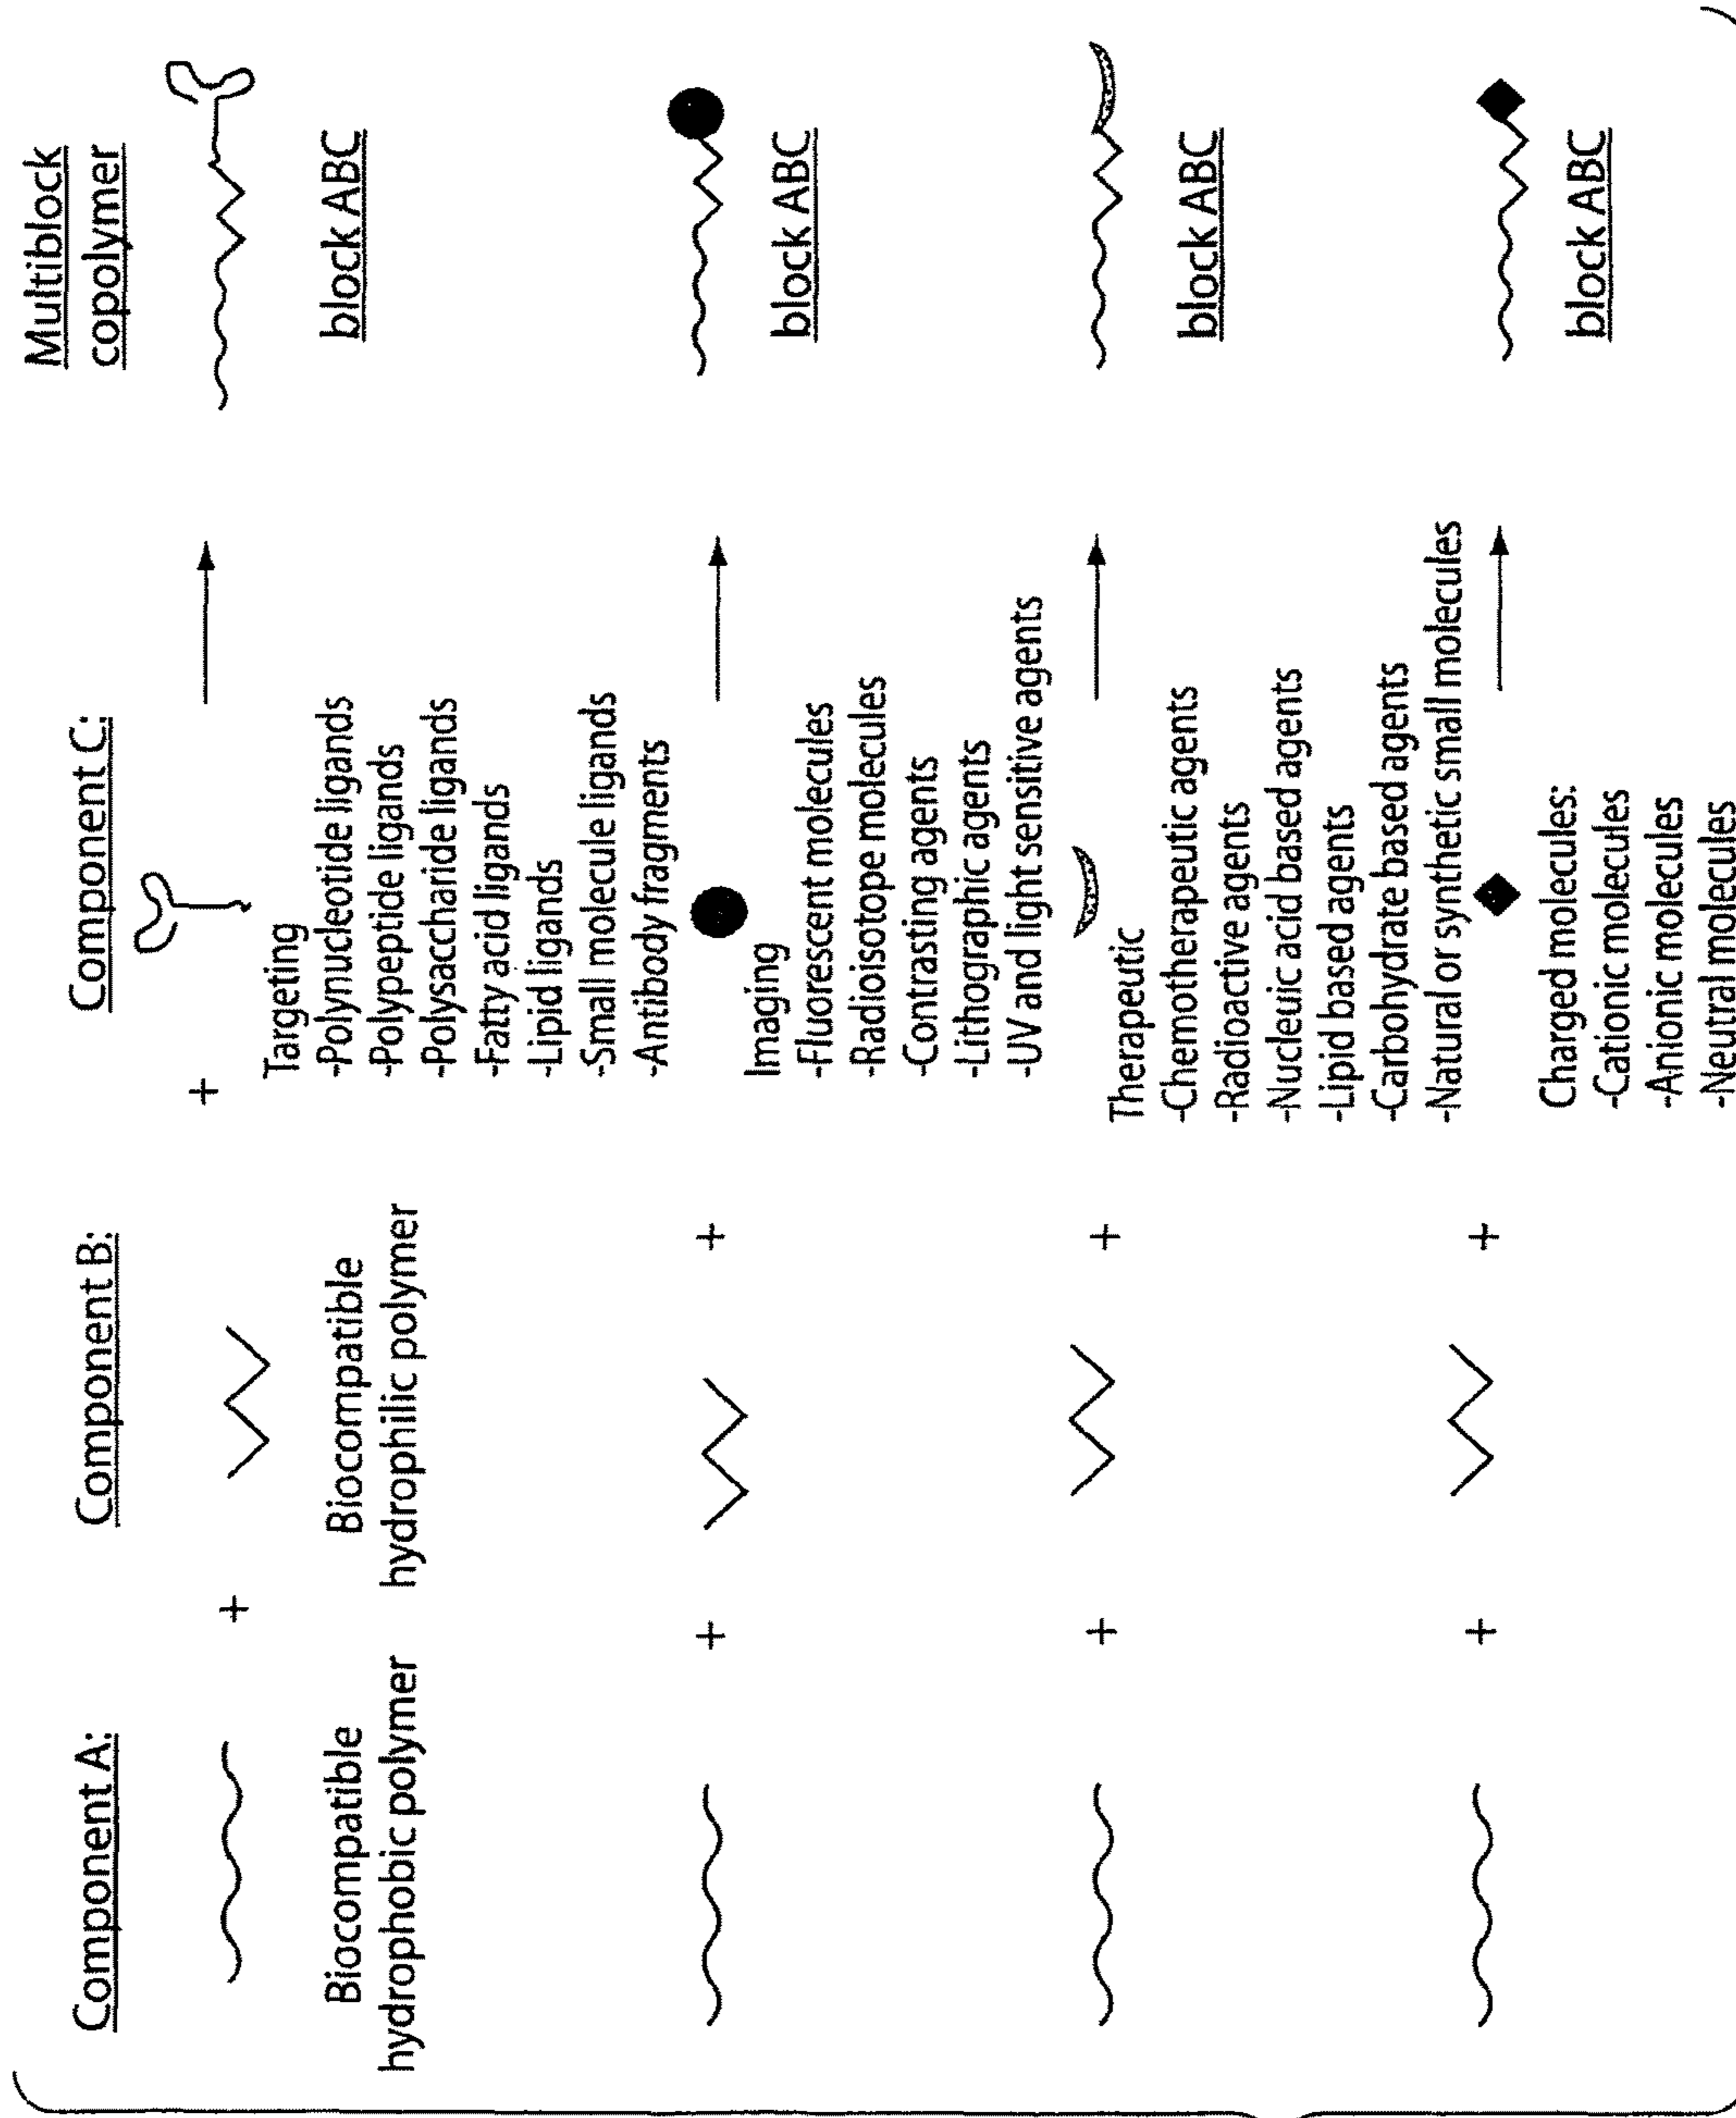 Component A:
Component B:
Component C:
Multiblock
copolymer
+
+
Biocompatible
hydrophobic polymer
Biocompatible
hydrophilic polymer
Targeting
-Polynucleotide ligands
-Polypeptide ligands
-Polysaccharide ligands
-Fatty acid ligands
-Lipid ligands
-Small molecule ligands
-Antibody fragments
block ABC
+
+
Imaging
-Fluorescent molecules
-Radioisotope molecules
-Contrasting agents
-Lithographic agents
-UV and light sensitive agents
block ABC
+
+
Therapeutic
-Chemotherapeutic agents
-Radioactive agents
-Nucleuic acid based agents
-Lipid based agents
-Carbohydrate based agents
-Natural or synthetic small molecules
block ABC
+
+
Charged molecules:
-Cationic molecules
-Anionic molecules
-Neutral molecules
block ABC